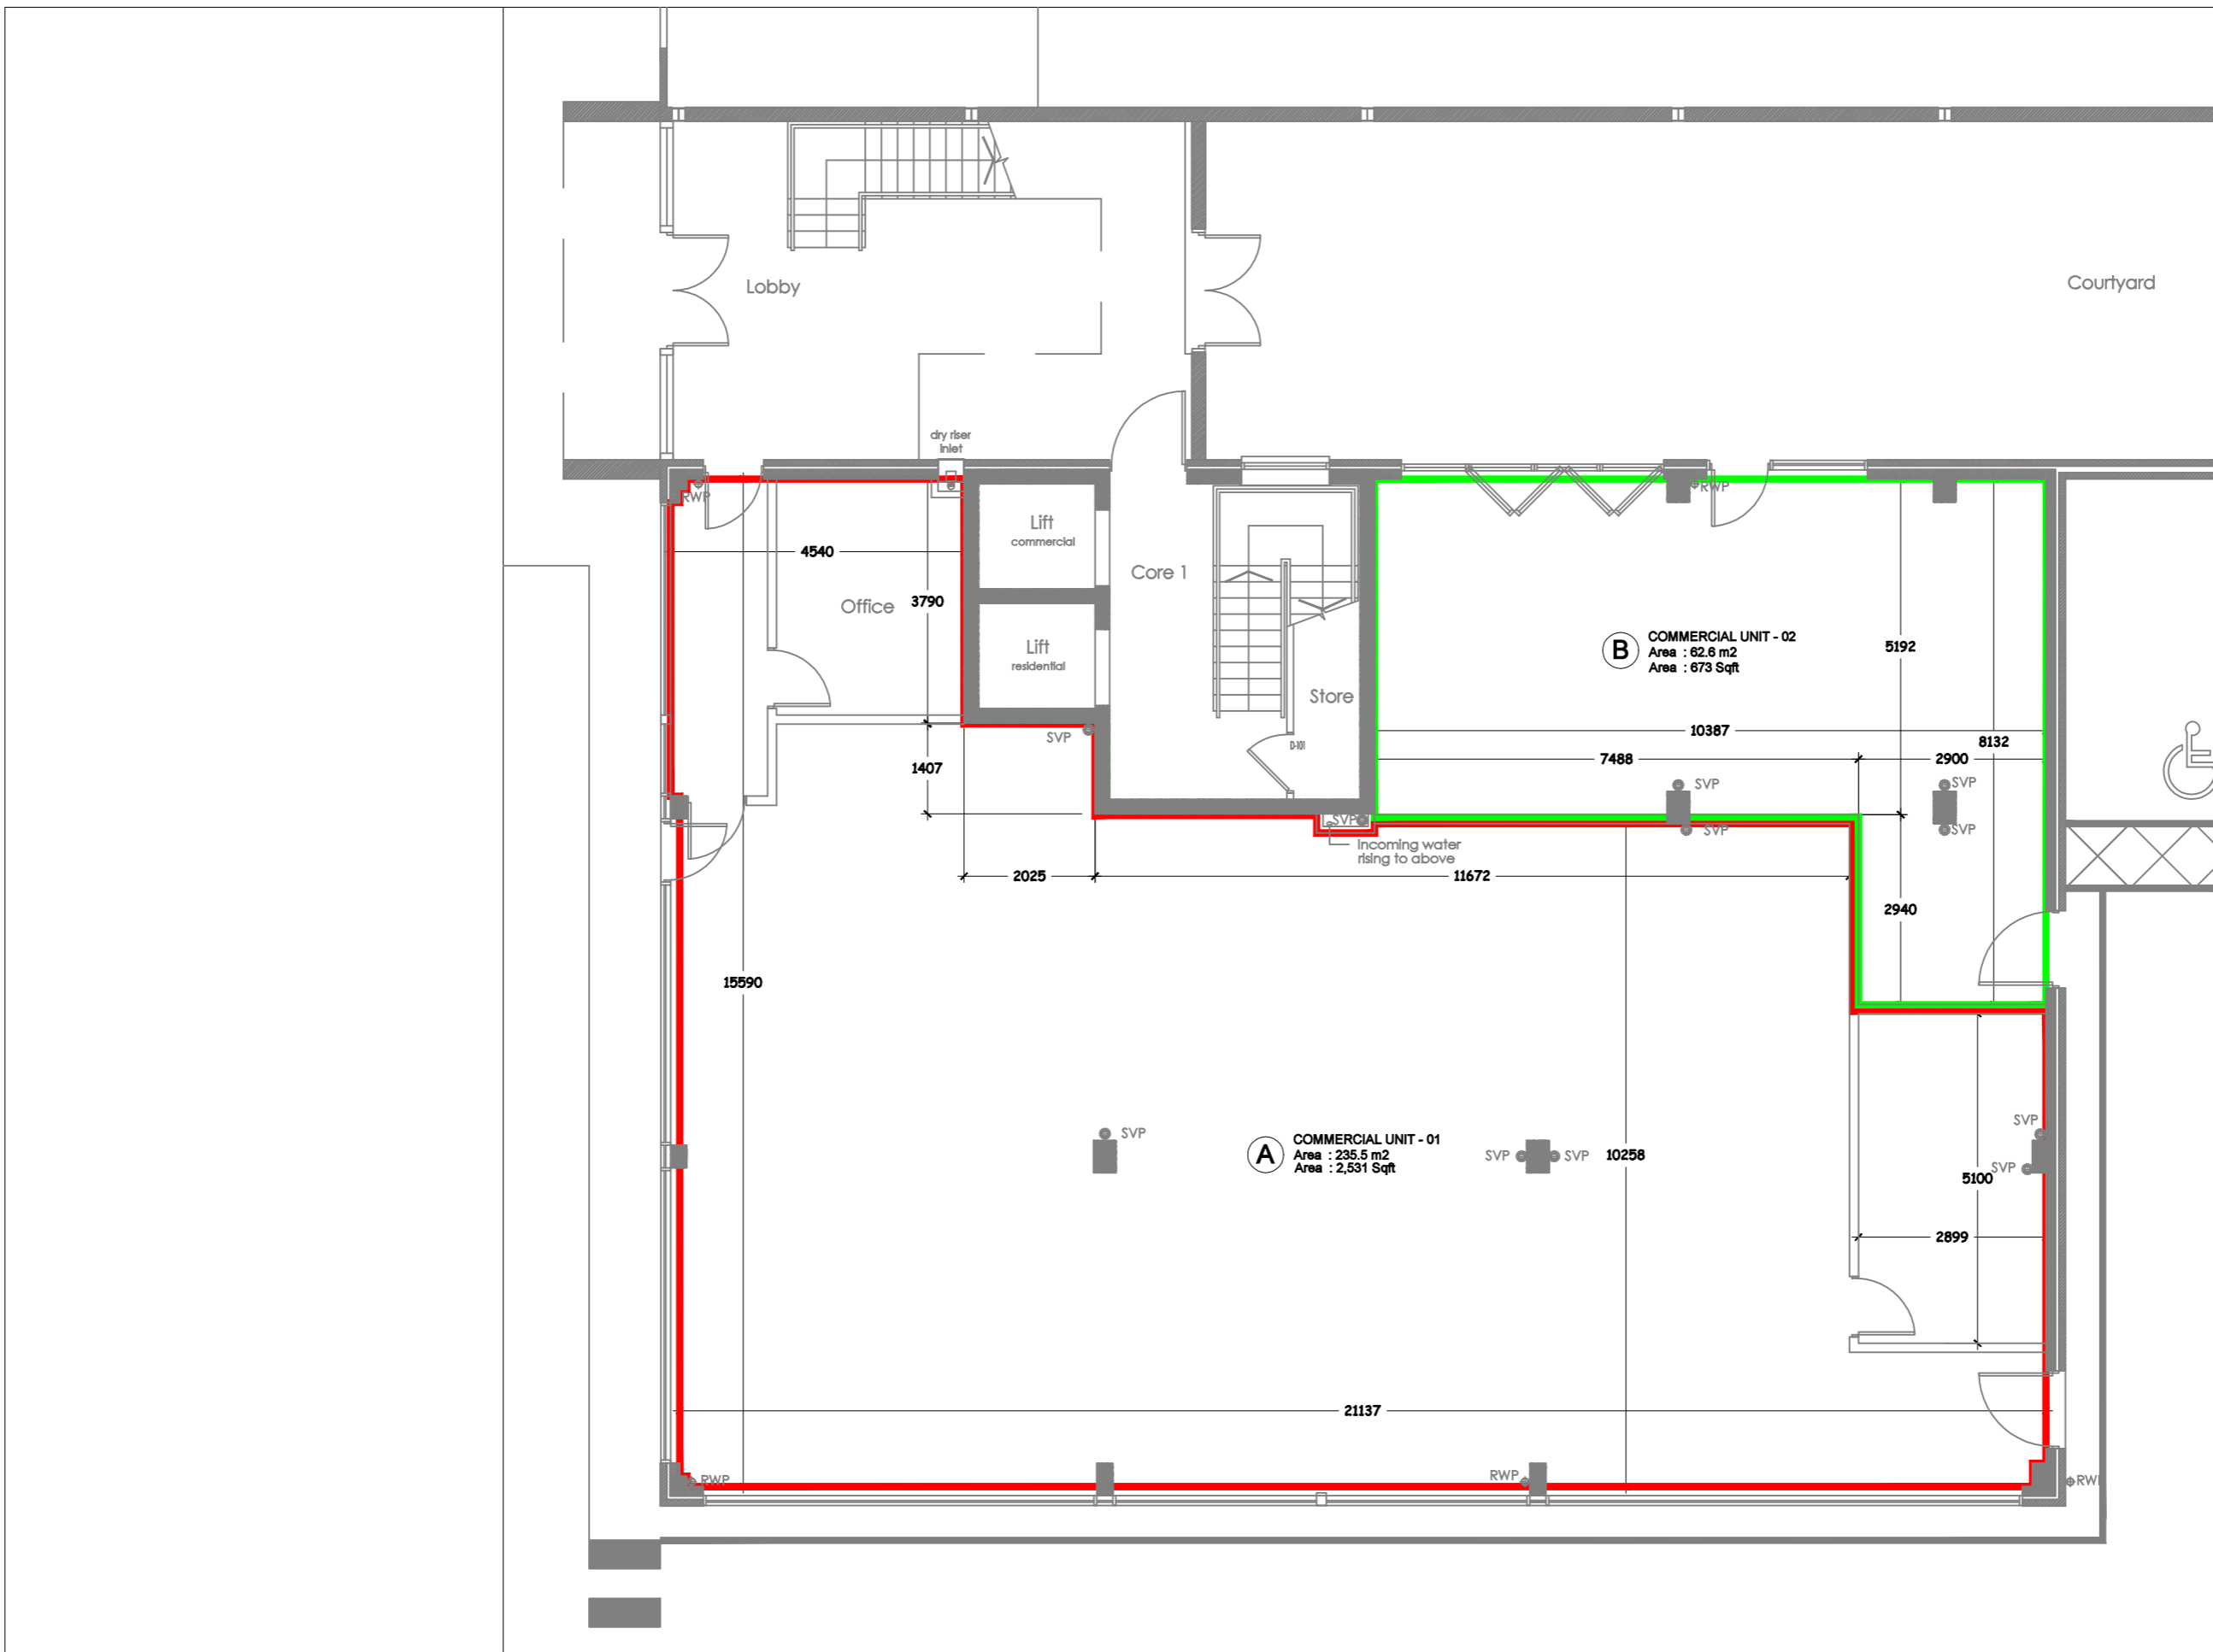 Lobby
Courtyard
dry riser
inlet
RWP
Lift
commercial
RWP
4540
Core 1
Office
3790
Lift
residential
B
COMMERCIAL UNIT - 02
Area : 62.6 m2
Area : 673 Sqft
5192
Store
SVP
D-101
10387
8132
1407
7488
2900
SVP
SVP
SVP
SVP
SVP
Incoming water
rising to above
2025
11672
2940
15590
SVP
SVP
A
COMMERCIAL UNIT - 01
Area : 235.5 m2
Area : 2,531 Sqft
SVP
SVP
10258
SVP
5100
2899
21137
RWP
RWP
RWP